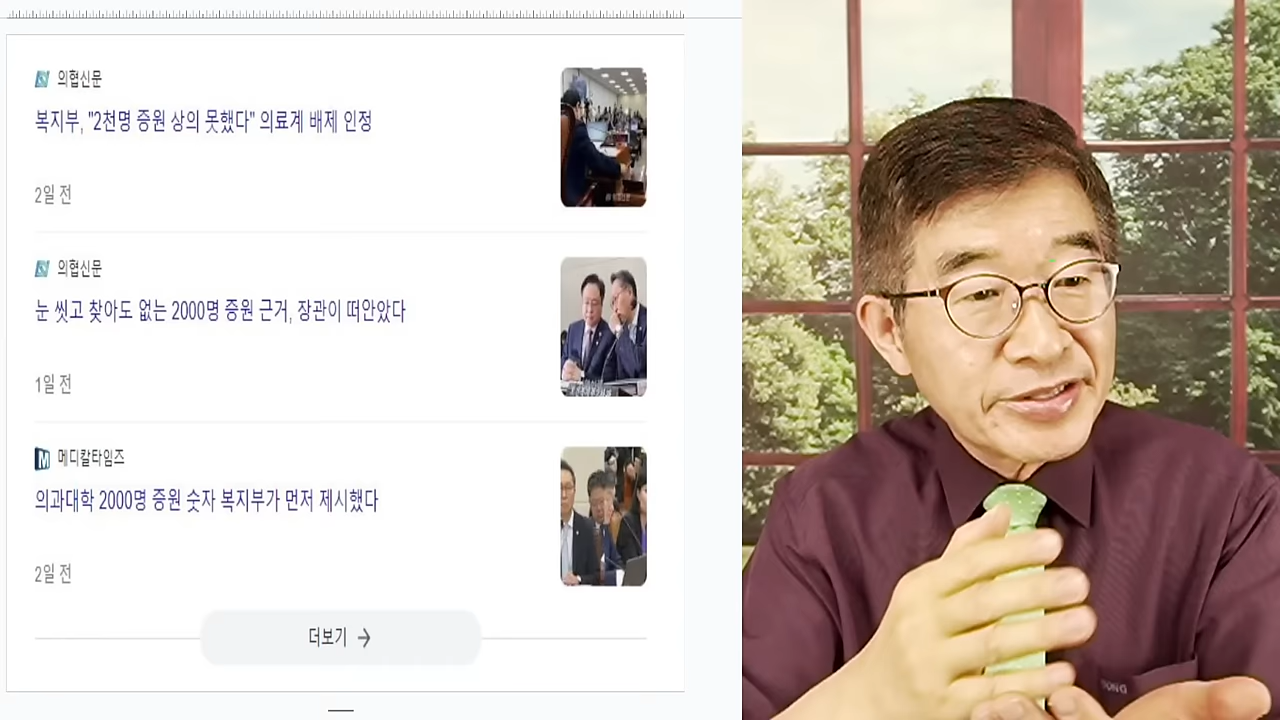 의협신문
복지부, "2천명 증원 상의 못했다" 의료계 배제 인정
2일 전
의협신문
눈 씻고 찾아도 없는 2000명 증원 근거, 장관이 떠안았다
1일 전
메디칼타임즈
의과대학 2000명 증원 숫자 복지부가 먼저 제시했다
2일 전
더보기 →